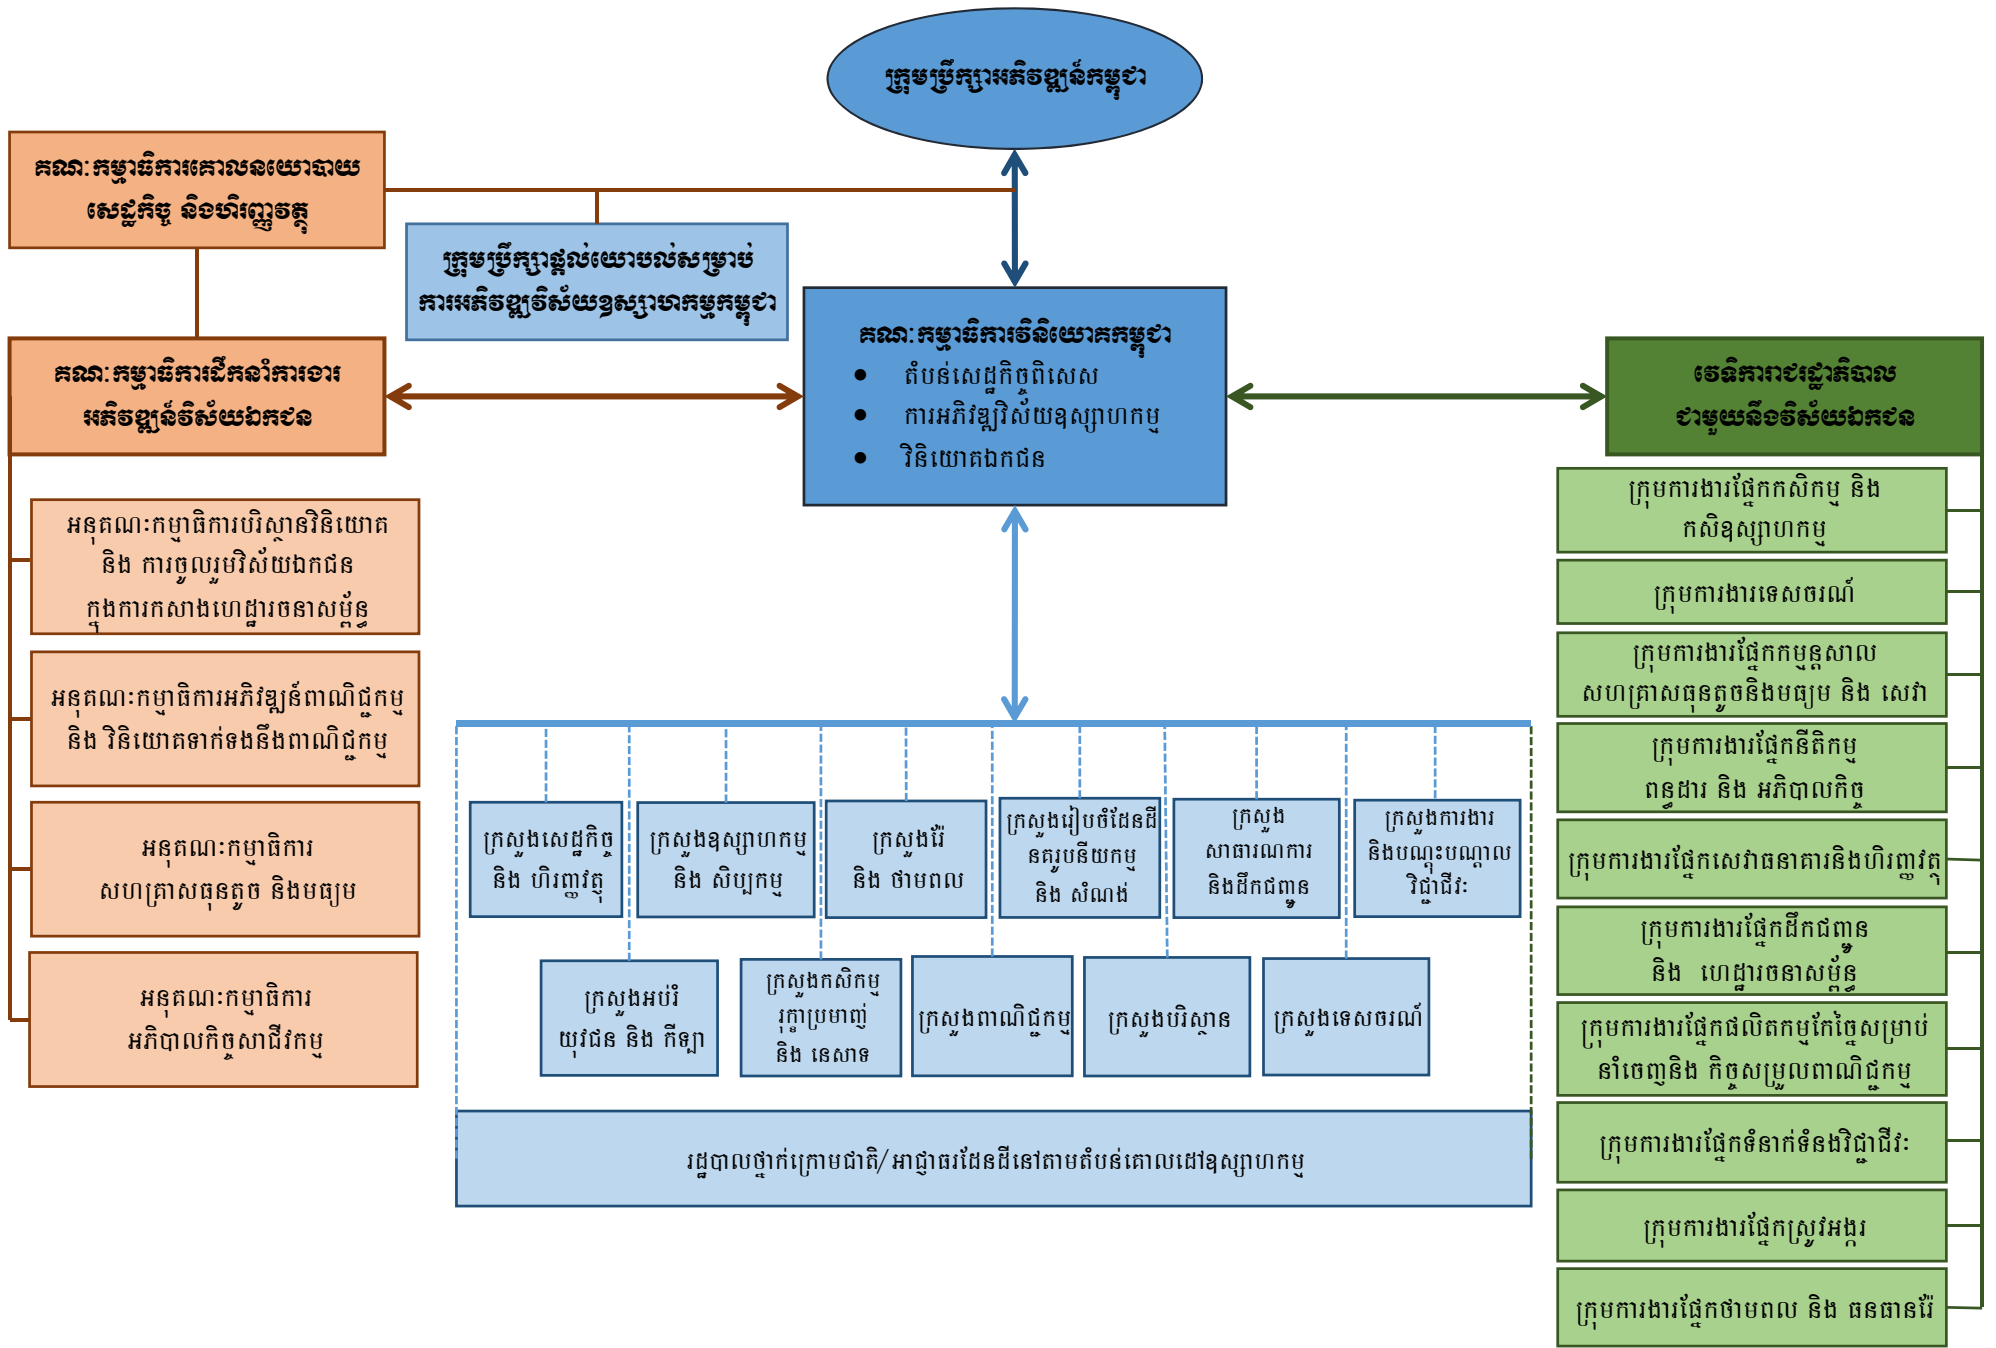 ក្រុមប្រឹក្សាអភិវឌ្ឍន៍កម្ពុជា
គណៈកម្មាធិការគោលនយោបាយ
សេដ្ឋកិច្ច និងហិរញ្ញវត្ថុ
ក្រុមប្រឹក្សាផ្តល់យោបល់សម្រាប់
ការអភិវឌ្ឍវិស័យឧស្សាហកម្មកម្ពុជា
គណៈកម្មាធិការវិនិយោគកម្ពុជា
● តំបន់សេដ្ឋកិច្ចពិសេស
● ការអភិវឌ្ឍវិស័យឧស្សាហកម្ម
● វិនិយោគឯកជន
គណៈកម្មាធិការដឹកនាំការងារ
អភិវឌ្ឍន៍វិស័យឯកជន
វេទិការាជរដ្ឋាភិបាល
ជាមួយនឹងវិស័យឯកជន
អនុគណៈកម្មាធិការបរិស្ថានវិនិយោគ
និង ការចូលរួមវិស័យឯកជន
ក្នុងការកសាងហេដ្ឋារចនាសម្ព័ន្ធ
អនុគណៈកម្មាធិការអភិវឌ្ឍន៍ពាណិជ្ជកម្ម
និង វិនិយោគទាក់ទងនឹងពាណិជ្ជកម្ម
អនុគណៈកម្មាធិការ
សហគ្រាសធុនតូច និងមធ្យម
អនុគណៈកម្មាធិការ
អភិបាលកិច្ចសាជីវកម្ម
ក្រសួងសេដ្ឋកិច្ច
និង ហិរញ្ញវត្ថុ
ក្រសួងឧស្សាហកម្ម
និង សិប្បកម្ម
ក្រសួងរ៉ែ
និង ថាមពល
ក្រសួងរៀបចំដែនដី
នគរូបនីយកម្ម
និង សំណង់
ក្រសួង
សាធារណការ
និងដឹកជញ្ជូន
ក្រសួងការងារ
និងបណ្តុះបណ្តាល
វិជ្ជាជីវៈ
ក្រសួងអប់រំ
យុវជន និង កីឡា
ក្រសួងកសិកម្ម
រុក្ខាប្រមាញ់
និង នេសាទ
ក្រសួងពាណិជ្ជកម្ម
ក្រសួងបរិស្ថាន
ក្រសួងទេសចរណ៍
រដ្ឋបាលថ្នាក់ក្រោមជាតិ/អាជ្ញាធរដែនដីនៅតាមតំបន់គោលដៅឧស្សាហកម្ម
ក្រុមការងារផ្នែកកសិកម្ម និង
កសិឧស្សាហកម្ម
ក្រុមការងារទេសចរណ៍
ក្រុមការងារផ្នែកកម្មន្តសាល
សហគ្រាសធុនតូចនិងមធ្យម និង សេវា
ក្រុមការងារផ្នែកនីតិកម្ម
ពន្ធដារ និង អភិបាលកិច្ច
ក្រុមការងារផ្នែកសេវាធនាគារនិងហិរញ្ញវត្ថុ
ក្រុមការងារផ្នែកដឹកជញ្ជូន
និង ហេដ្ឋារចនាសម្ព័ន្ធ
ក្រុមការងារផ្នែកផលិតកម្មកែច្នៃសម្រាប់
នាំចេញនិង កិច្ចសម្រួលពាណិជ្ជកម្ម
ក្រុមការងារផ្នែកទំនាក់ទំនងវិជ្ជាជីវៈ
ក្រុមការងារផ្នែកស្រូវអង្ករ
ក្រុមការងារផ្នែកថាមពល និង ធនធានរ៉ែ